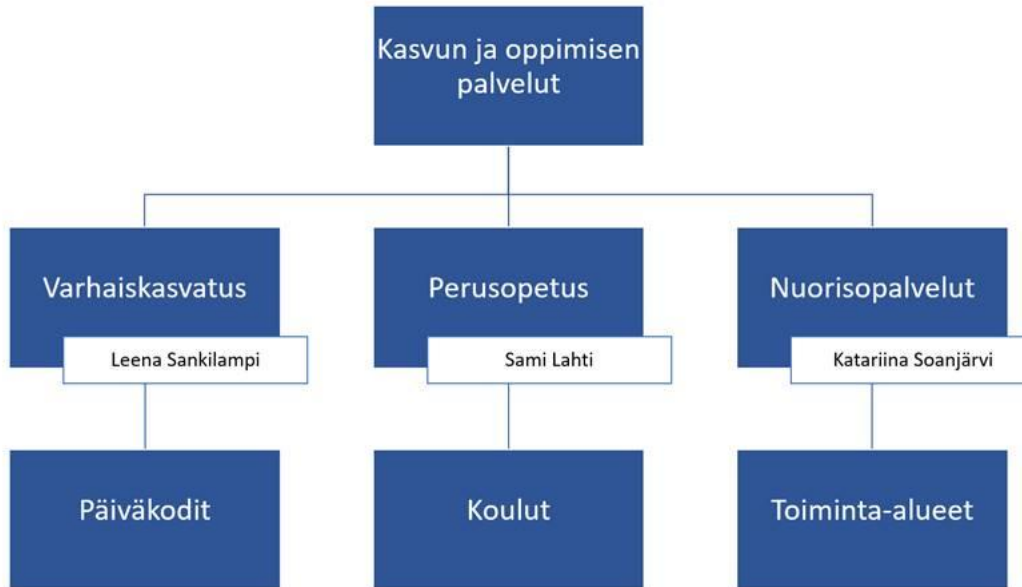 Kasvun ja oppimisen
palvelut
Varhaiskasvatus
Leena Sankilampi
Perusopetus
Sami Lahti
Nuorisopalvelut
Katariina Soanjärvi
Päiväkodit
Koulut
Toiminta-alueet